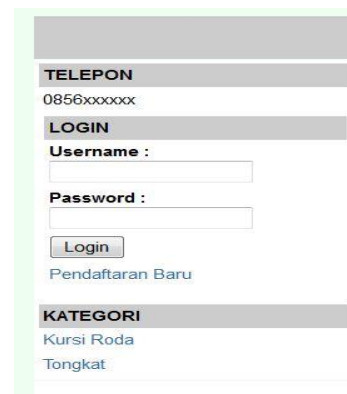 TELEPON
0856xxxxxx
LOGIN
Username :
Password :
Login
Pendaftaran Baru
KATEGORI
Kursi Roda
Tongkat